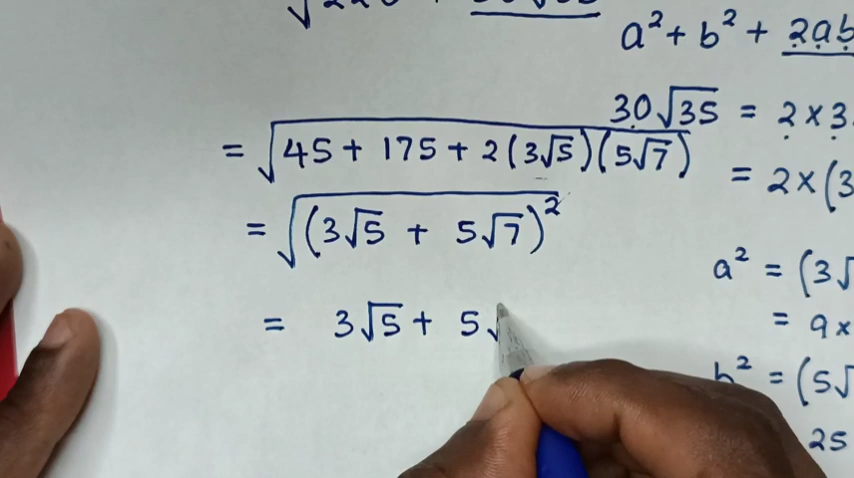 a² + b² + 2ab
30√35 = 2 × 3
= √(45 + 175 + 2(3√5)(5√7))
= 2×(3
= √((3√5 + 5√7)²)
a² = (3√
= 9×
= 3√5 + 5√
b² = (5√
25